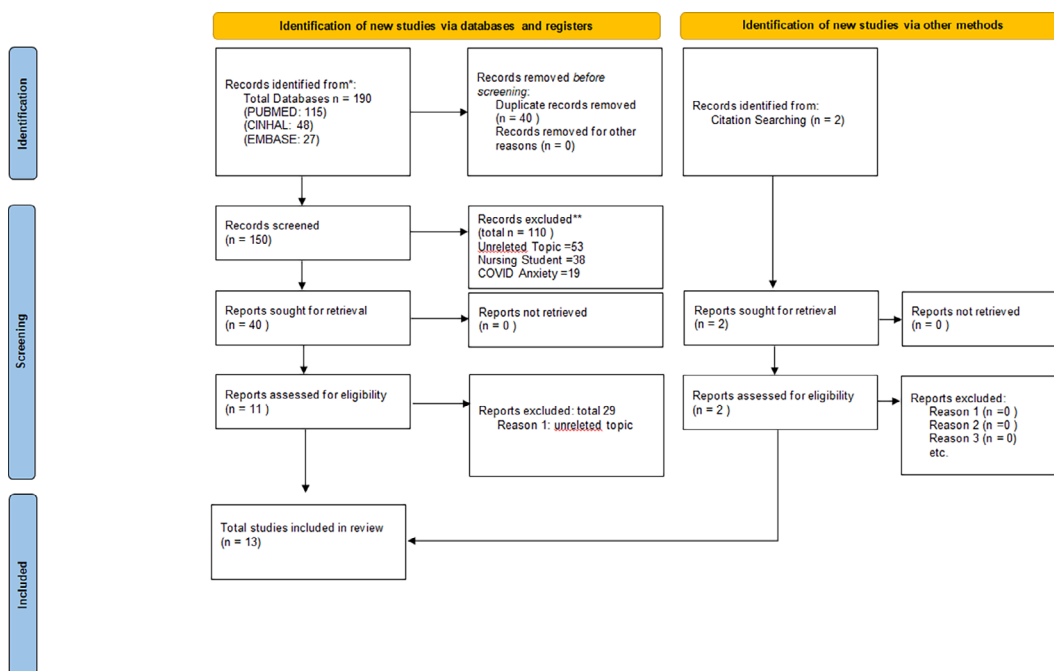 Identification of new studies via databases and registers
Identification of new studies via other methods
Identification
Records identified from*:
Total Databases n = 190
(PUBMED: 115)
(CINHAL: 48)
(EMBASE: 27)
Records removed before
screening:
Duplicate records removed
(n = 40 )
Records removed for other
reasons (n = 0)
Records identified from:
Citation Searching (n = 2)
Screening
Records screened
(n = 150)
Records excluded**
(total n = 110 )
Unreleted Topic =53
Nursing Student =38
COVID Anxiety =19
Reports sought for retrieval
(n = 40 )
Reports not retrieved
(n = 0 )
Reports sought for retrieval
(n = 2)
Reports not retrieved
(n = 0 )
Reports assessed for eligibility
(n = 11 )
Reports excluded: total 29
Reason 1: unreleted topic
Reports assessed for eligibility
(n = 2 )
Reports excluded:
Reason 1 (n =0 )
Reason 2 (n =0 )
Reason 3 (n = 0)
etc.
Included
Total studies included in review
(n = 13)